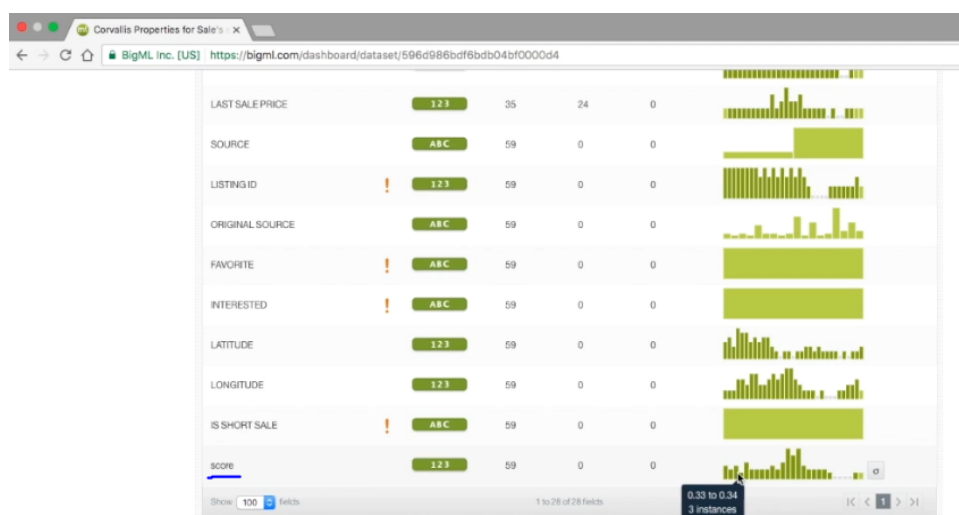 Corvallis Properties for Sale's
BigML Inc. [US] https://bigml.com/dashboard/dataset/596d986bdf6bdb04bf0000d4
LAST SALE PRICE 123 35 24 0
SOURCE ABC 59 0 0
LISTING ID ! 123 59 0 0
ORIGINAL SOURCE ABC 59 0 0
FAVORITE ! ABC 59 0 0
INTERESTED ! ABC 59 0 0
LATITUDE 123 59 0 0
LONGITUDE 123 59 0 0
IS SHORT SALE ! ABC 59 0 0
score 123 59 0 0 σ
Show 100 fields 1 to 28 of 28 fields 1
0.33 to 0.34
3 instances